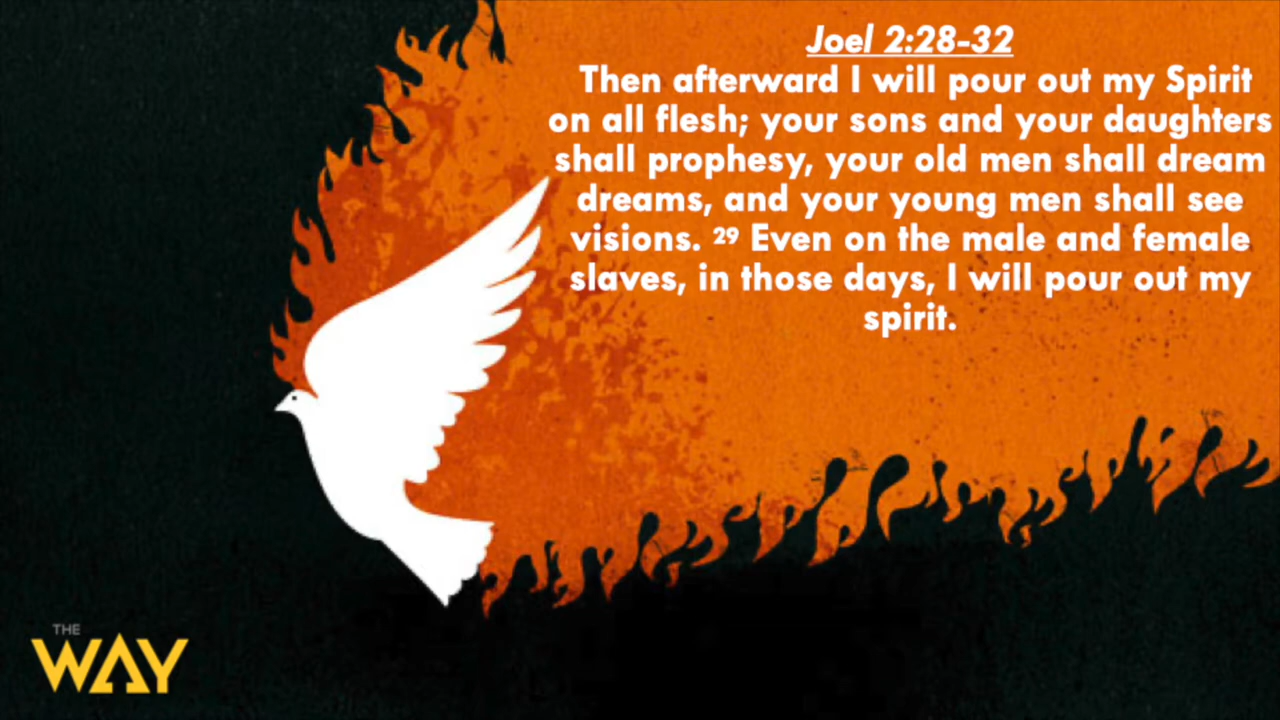 Joel 2:28-32
Then afterward I will pour out my Spirit
on all flesh; your sons and your daughters
shall prophesy, your old men shall dream
dreams, and your young men shall see
visions. ²⁹ Even on the male and female
slaves, in those days, I will pour out my
spirit.
THE
WAY